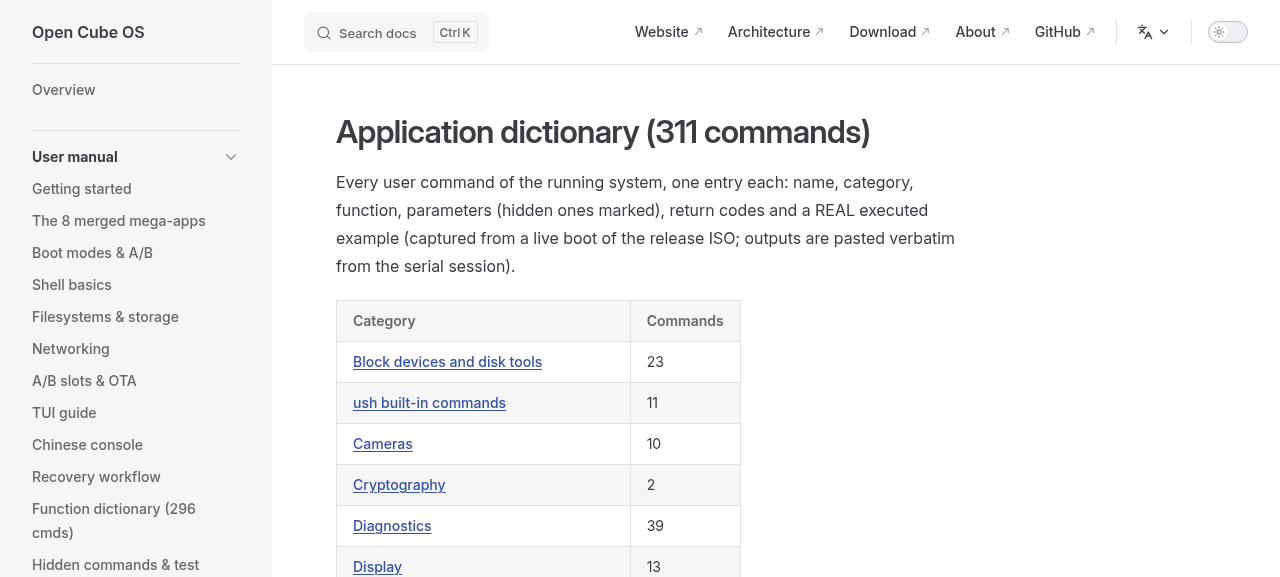 Open Cube OS
Search docs
Ctrl K
Website
Architecture
Download
About
GitHub
Overview
User manual
Getting started
The 8 merged mega-apps
Boot modes & A/B
Shell basics
Filesystems & storage
Networking
A/B slots & OTA
TUI guide
Chinese console
Recovery workflow
Function dictionary (296
cmds)
Hidden commands & test
Application dictionary (311 commands)
Every user command of the running system, one entry each: name, category,
function, parameters (hidden ones marked), return codes and a REAL executed
example (captured from a live boot of the release ISO; outputs are pasted verbatim
from the serial session).
Category Commands
Block devices and disk tools 23
ush built-in commands 11
Cameras 10
Cryptography 2
Diagnostics 39
Display 13